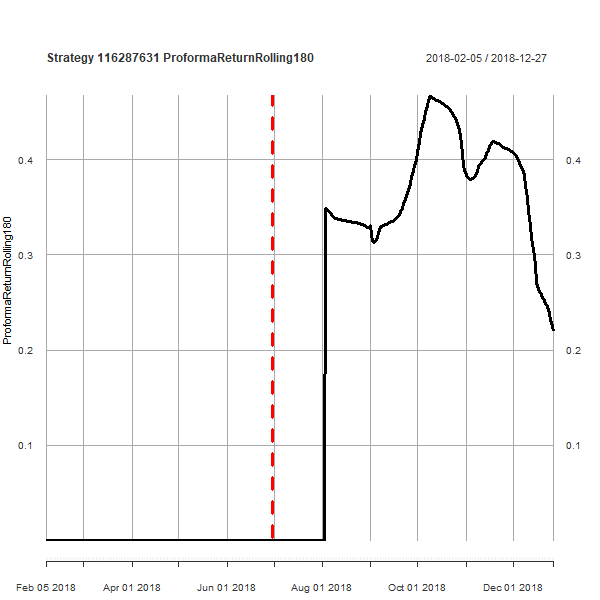 Strategy 116287631 ProformaReturnRolling180
2018-02-05 / 2018-12-27
ProformaReturnRolling180
0.4
0.4
0.3
0.3
0.2
0.2
0.1
0.1
Feb 05 2018
Apr 01 2018
Jun 01 2018
Aug 01 2018
Oct 01 2018
Dec 01 2018